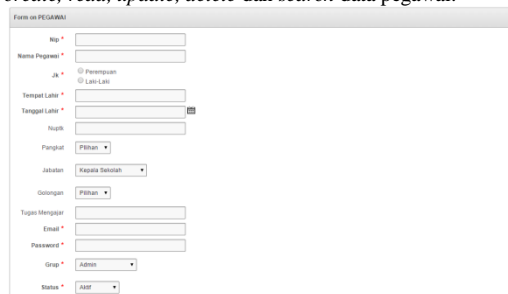 create, read, update, delete dan search data pegawai.
Form on PEGAWAI
Nip *
Nama Pegawai *
Jk *
Perempuan
Laki-Laki
Tempat Lahir *
Tanggal Lahir *
Nuptk
Pangkat Pilihan
Jabatan Kepala Sekolah
Golongan Pilihan
Tugas Mengajar
Email *
Password *
Grup * Admin
Status * Aktif